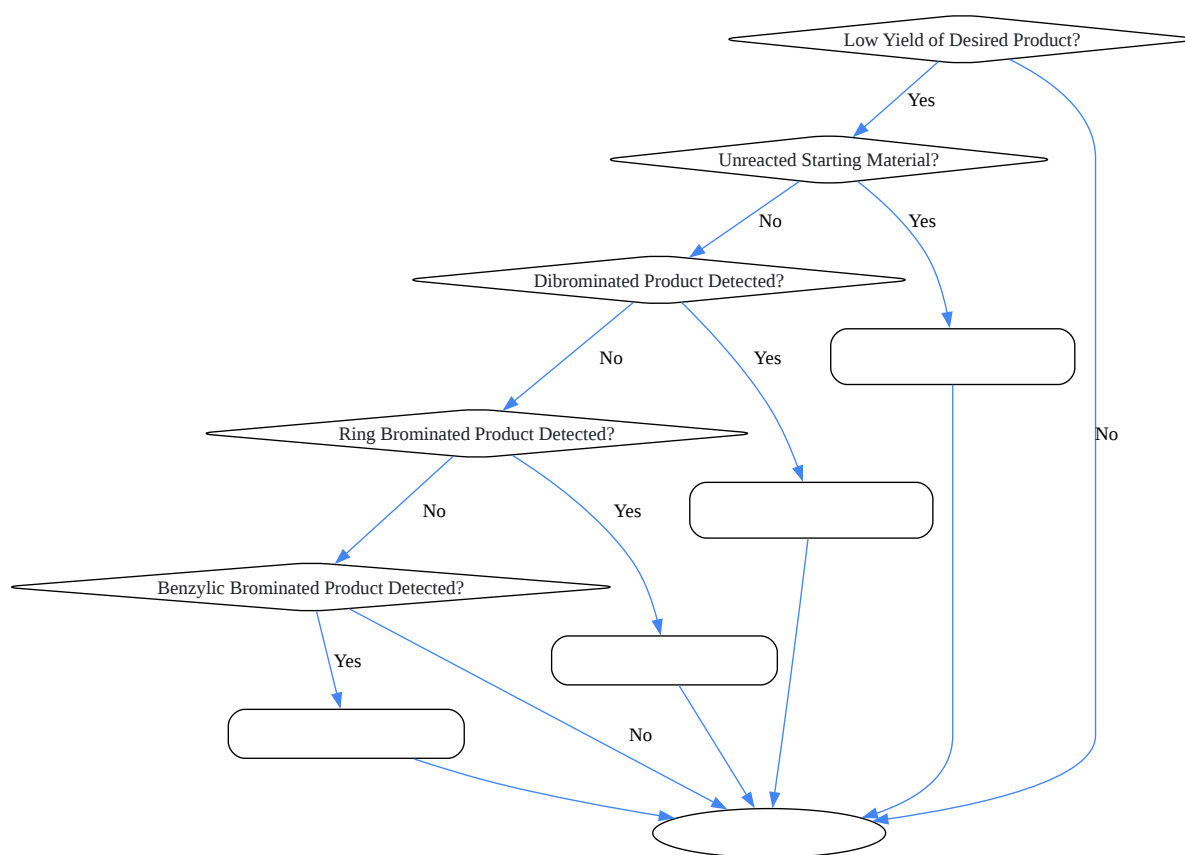 Low Yield of Desired Product?
Yes
Unreacted Starting Material?
No
Yes
Dibrominated Product Detected?
No
Yes
Ring Brominated Product Detected?
No
No
Yes
Benzylic Brominated Product Detected?
Yes
No